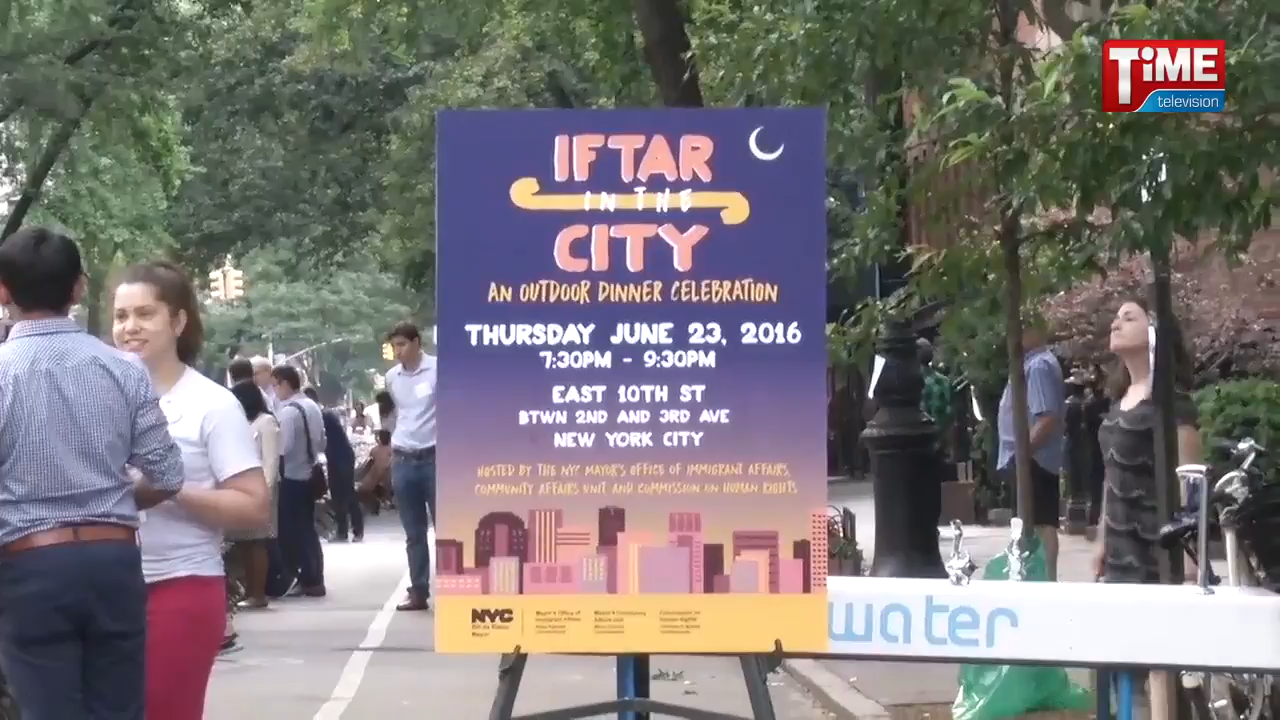 TiME
television
IFTAR
IN THE
CITY
AN OUTDOOR DINNER CELEBRATION
THURSDAY JUNE 23, 2016
7:30PM - 9:30PM
EAST 10TH ST
BTWN 2ND AND 3RD AVE
NEW YORK CITY
HOSTED BY THE NYC MAYOR'S OFFICE OF IMMIGRANT AFFAIRS,
COMMUNITY AFFAIRS UNIT AND COMMISSION ON HUMAN RIGHTS
NYC
Mayor
water